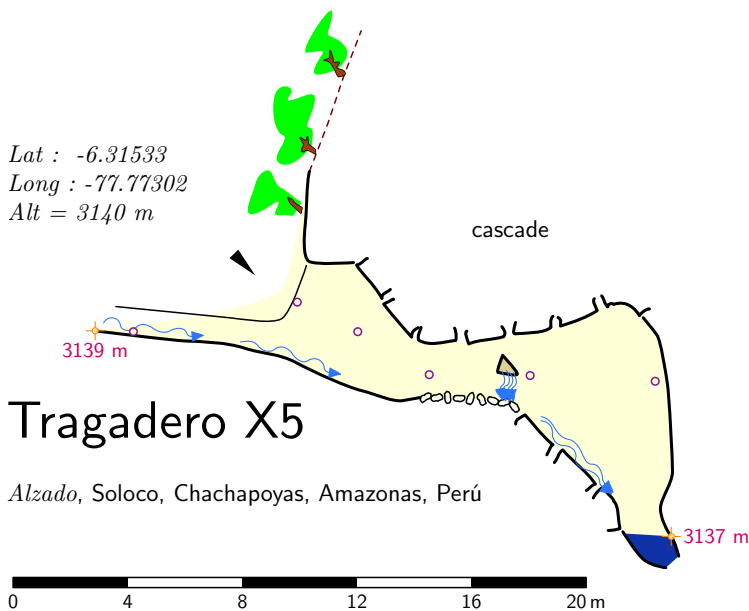 Lat : -6.31533
Long : -77.77302
Alt = 3140 m
cascade
3139 m
Tragadero X5
Alzado, Soloco, Chachapoyas, Amazonas, Perú
3137 m
0 4 8 12 16 20 m